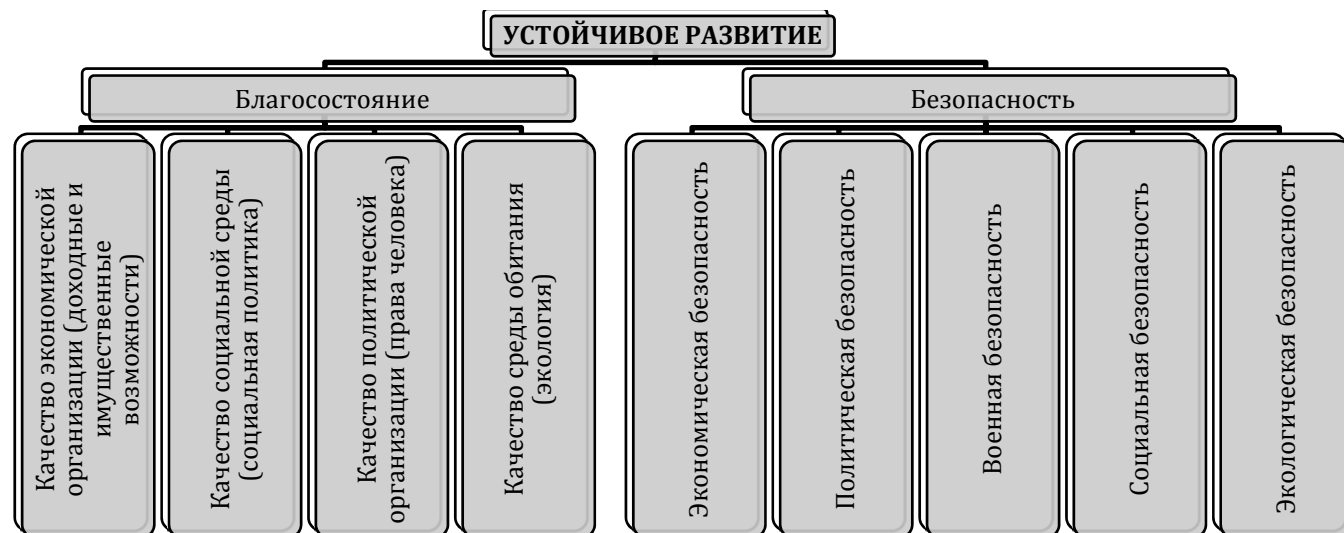 УСТОЙЧИВОЕ РАЗВИТИЕ
Благосостояние
Безопасность
Качество экономической
организации (доходные и
имущественные
возможности)
Качество социальной среды
(социальная политика)
Качество политической
организации (права человека)
Качество среды обитания
(экология)
Экономическая безопасность
Политическая безопасность
Военная безопасность
Социальная безопасность
Экологическая безопасность